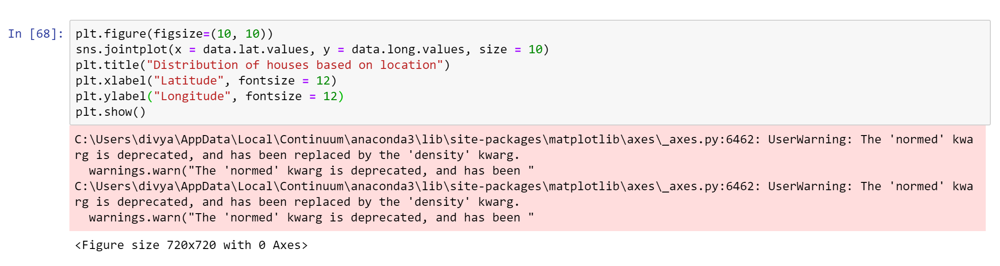 In [68]: plt.figure(figsize=(10, 10))
sns.jointplot(x = data.lat.values, y = data.long.values, size = 10)
plt.title("Distribution of houses based on location")
plt.xlabel("Latitude", fontsize = 12)
plt.ylabel("Longitude", fontsize = 12)
plt.show()
C:\Users\divya\AppData\Local\Continuum\anaconda3\lib\site-packages\matplotlib\axes\_axes.py:6462: UserWarning: The 'normed' kwa
rg is deprecated, and has been replaced by the 'density' kwarg.
  warnings.warn("The 'normed' kwarg is deprecated, and has been "
C:\Users\divya\AppData\Local\Continuum\anaconda3\lib\site-packages\matplotlib\axes\_axes.py:6462: UserWarning: The 'normed' kwa
rg is deprecated, and has been replaced by the 'density' kwarg.
  warnings.warn("The 'normed' kwarg is deprecated, and has been "
<Figure size 720x720 with 0 Axes>